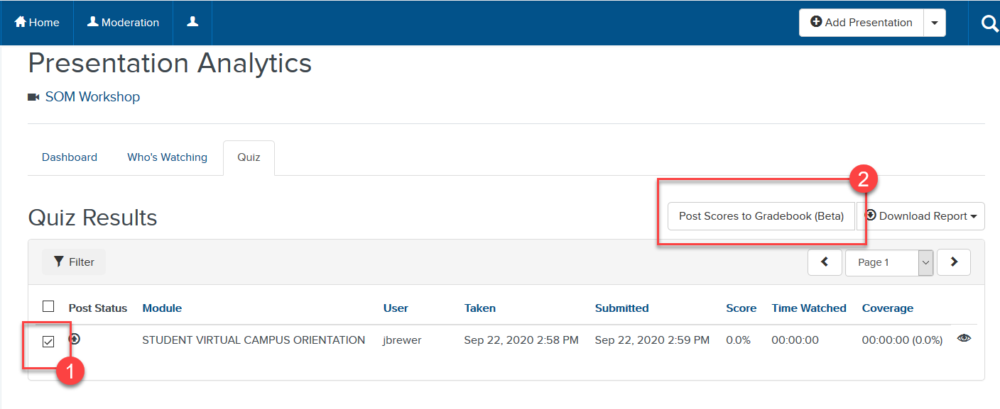 Home Moderation Add Presentation
Presentation Analytics
SOM Workshop
Dashboard Who's Watching Quiz
2
Quiz Results Post Scores to Gradebook (Beta) Download Report
Filter Page 1
Post Status Module User Taken Submitted Score Time Watched Coverage
STUDENT VIRTUAL CAMPUS ORIENTATION jbrewer Sep 22, 2020 2:58 PM Sep 22, 2020 2:59 PM 0.0% 00:00:00 00:00:00 (0.0%)
1